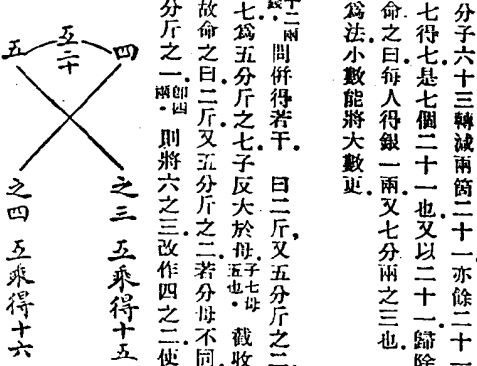 分子六十三轉減兩箇二十一亦餘二十一
七得七是七個二十一也又以二十一歸除
命之曰。每人得銀一兩。又七分兩之三也。
爲法。小數能將大數更
十二兩。問併得若干。曰二斤。又五分斤之二
七爲五分斤之七。子反大於母。子七母五也。截收
故命之曰。二斤又五分斤之二。若分母不同。
分斤之一。即四兩。則將六之三。改作四之二。使
四
之三 互乘得十五
互二十
五
之四 互乘得十六